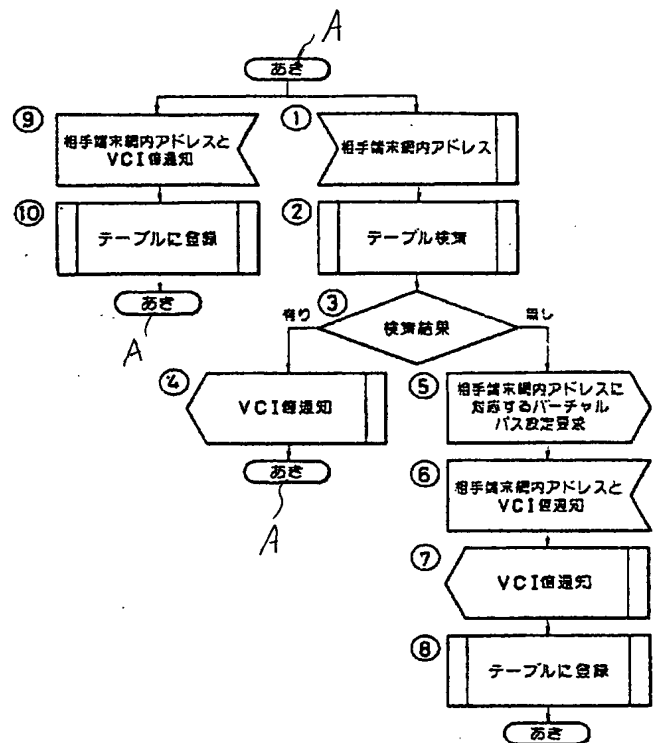 A
あき
⑨
相手端末網内アドレスと
VCI値通知
①
相手端末網内アドレス
⑩
テーブルに登録
②
テーブル検索
あき
A
③
有り
検索結果
無し
④
VCI値通知
あき
A
⑤
相手端末網内アドレスに
対応するバーチャル
パス設定要求
⑥
相手端末網内アドレスと
VCI値通知
⑦
VCI値通知
⑧
テーブルに登録
あき